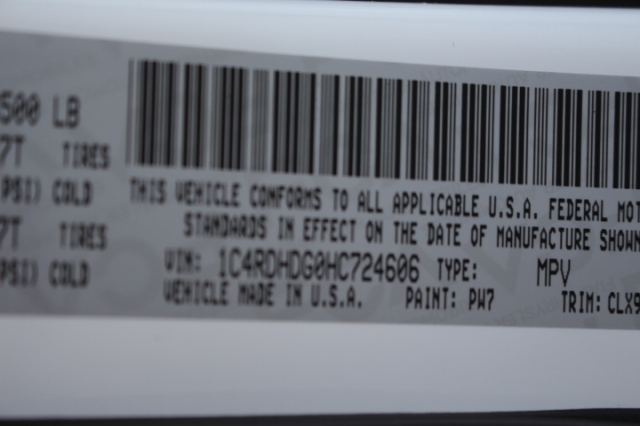 500 LB
7T TIRES
PSI) COLD
7T TIRES
PSI) COLD
THIS VEHICLE CONFORMS TO ALL APPLICABLE U.S.A. FEDERAL MOT
STANDARDS IN EFFECT ON THE DATE OF MANUFACTURE SHOWN
VIN: 1C4RDHDG0HC724606 TYPE: MPV
VEHICLE MADE IN U.S.A. PAINT: PW7 TRIM: CLX9